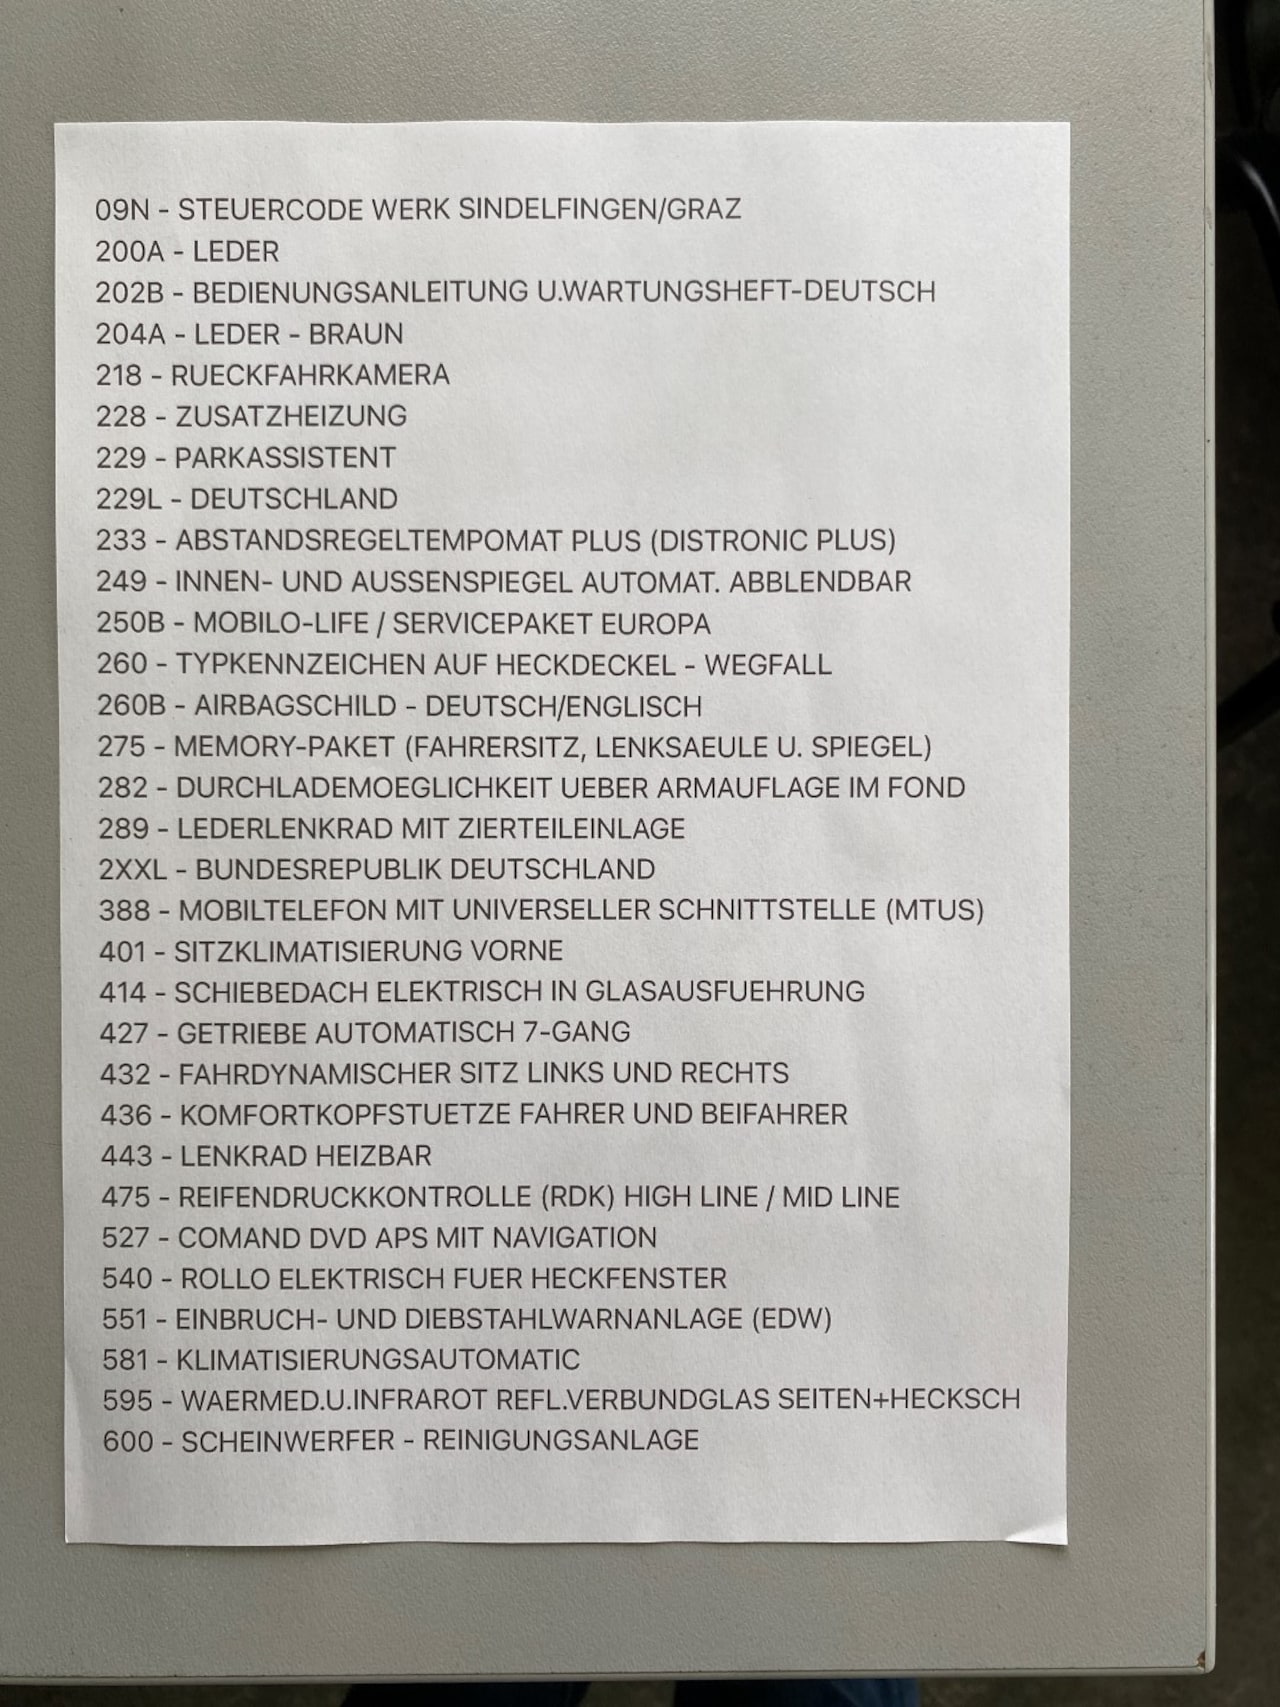 09N - STEUERCODE WERK SINDELFINGEN/GRAZ
200A - LEDER
202B - BEDIENUNGSANLEITUNG U.WARTUNGSHEFT-DEUTSCH
204A - LEDER - BRAUN
218 - RUECKFAHRKAMERA
228 - ZUSATZHEIZUNG
229 - PARKASSISTENT
229L - DEUTSCHLAND
233 - ABSTANDSREGELTEMPOMAT PLUS (DISTRONIC PLUS)
249 - INNEN- UND AUSSENSPIEGEL AUTOMAT. ABBLENDBAR
250B - MOBILO-LIFE / SERVICEPAKET EUROPA
260 - TYPKENNZEICHEN AUF HECKDECKEL - WEGFALL
260B - AIRBAGSCHILD - DEUTSCH/ENGLISCH
275 - MEMORY-PAKET (FAHRERSITZ, LENKSAEULE U. SPIEGEL)
282 - DURCHLADEMOEGLICHKEIT UEBER ARMAUFLAGE IM FOND
289 - LEDERLENKRAD MIT ZIERTEILEINLAGE
2XXL - BUNDESREPUBLIK DEUTSCHLAND
388 - MOBILTELEFON MIT UNIVERSELLER SCHNITTSTELLE (MTUS)
401 - SITZKLIMATISIERUNG VORNE
414 - SCHIEBEDACH ELEKTRISCH IN GLASAUSFUEHRUNG
427 - GETRIEBE AUTOMATISCH 7-GANG
432 - FAHRDYNAMISCHER SITZ LINKS UND RECHTS
436 - KOMFORTKOPFSTUETZE FAHRER UND BEIFAHRER
443 - LENKRAD HEIZBAR
475 - REIFENDRUCKKONTROLLE (RDK) HIGH LINE / MID LINE
527 - COMAND DVD APS MIT NAVIGATION
540 - ROLLO ELEKTRISCH FUER HECKFENSTER
551 - EINBRUCH- UND DIEBSTAHLWARNANLAGE (EDW)
581 - KLIMATISIERUNGSAUTOMATIC
595 - WAERMED.U.INFRAROT REFL.VERBUNDGLAS SEITEN+HECKSCH
600 - SCHEINWERFER - REINIGUNGSANLAGE